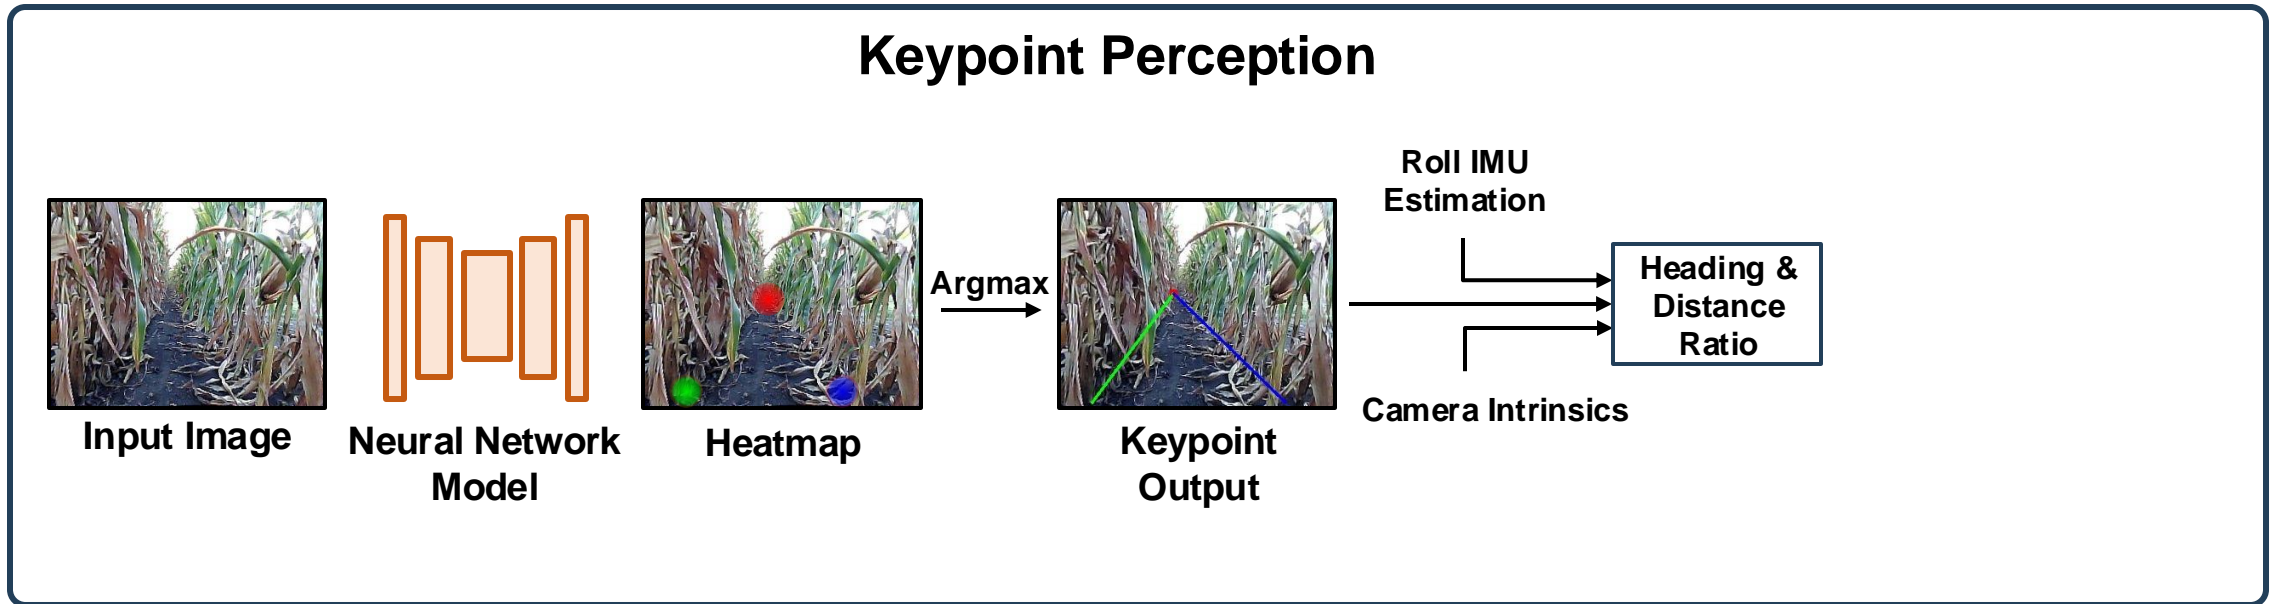 Keypoint Perception
Roll IMU
Estimation
Argmax
Heading &
Distance
Ratio
Camera Intrinsics
Input Image
Neural Network
Model
Heatmap
Keypoint
Output